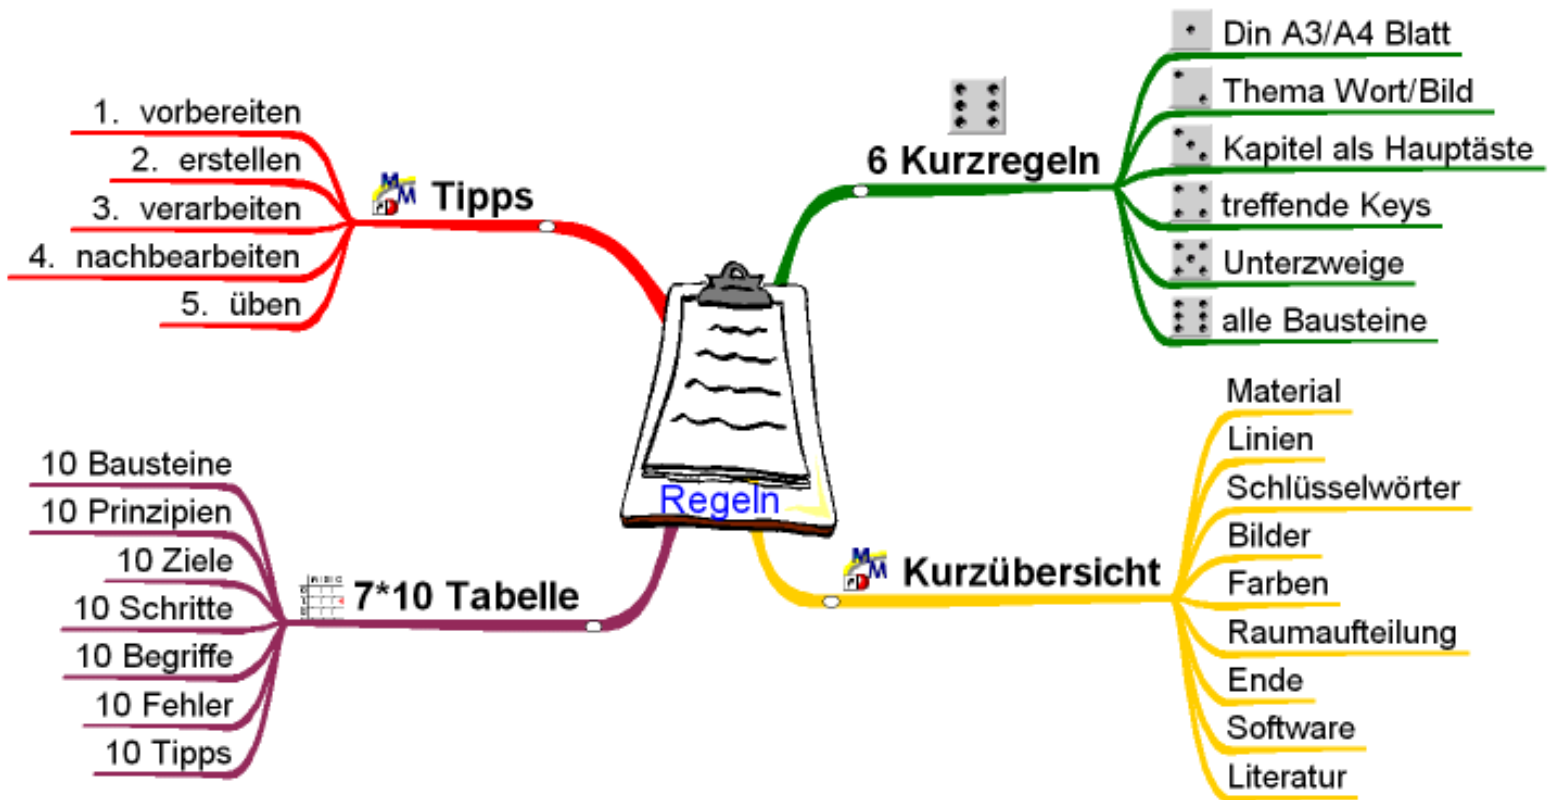 Regeln
6 Kurzregeln
Din A3/A4 Blatt
Thema Wort/Bild
Kapitel als Hauptäste
treffende Keys
Unterzweige
alle Bausteine
Kurzübersicht
Material
Linien
Schlüsselwörter
Bilder
Farben
Raumaufteilung
Ende
Software
Literatur
7*10 Tabelle
10 Bausteine
10 Prinzipien
10 Ziele
10 Schritte
10 Begriffe
10 Fehler
10 Tipps
Tipps
1. vorbereiten
2. erstellen
3. verarbeiten
4. nachbearbeiten
5. üben